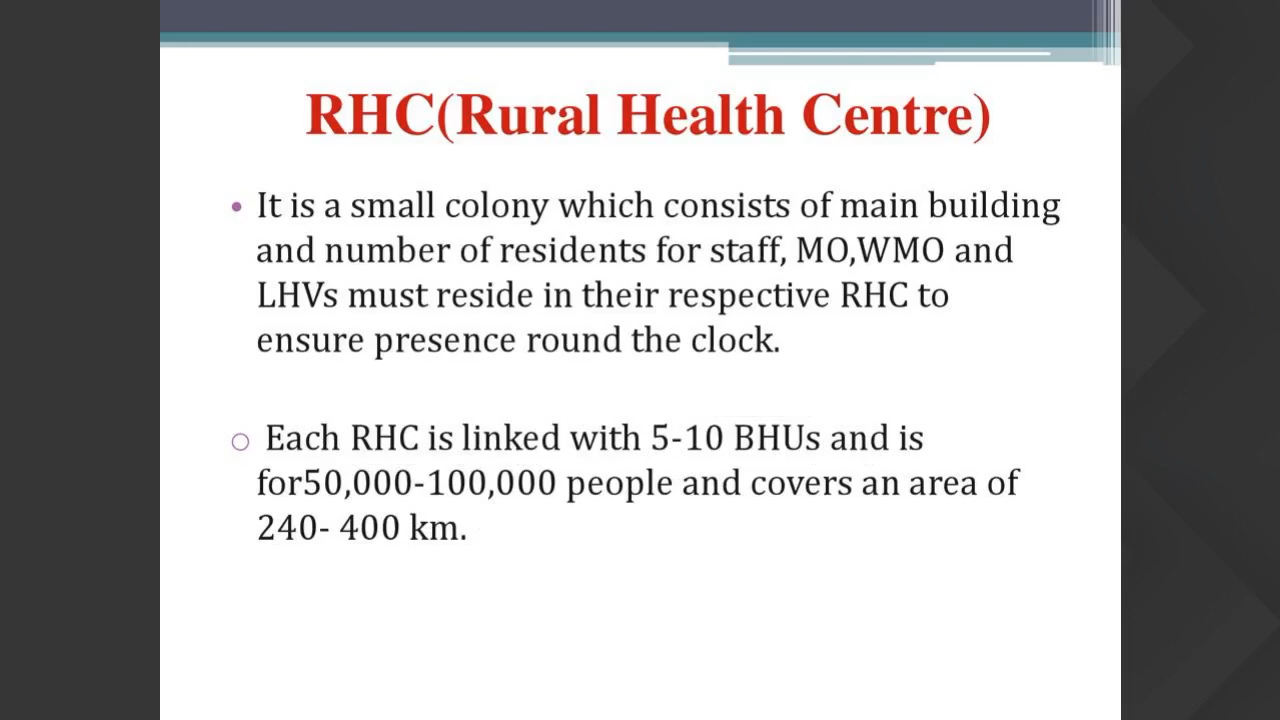 RHC(Rural Health Centre)
• It is a small colony which consists of main building
and number of residents for staff, MO,WMO and
LHVs must reside in their respective RHC to
ensure presence round the clock.
○ Each RHC is linked with 5-10 BHUs and is
for50,000-100,000 people and covers an area of
240- 400 km.